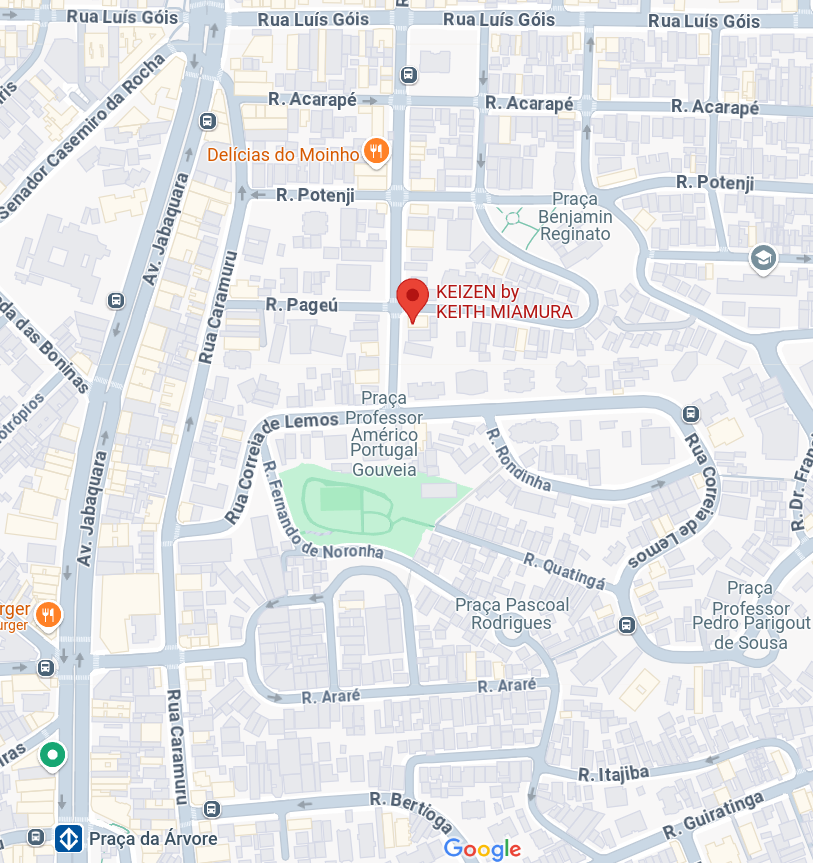 Rua Luís Góis
Rua Luís Góis
Rua Luís Góis
Rua Luís Góis
Senador Casemiro da Rocha
R. Acarapé
R. Acarapé
R. Acarapé
Delícias do Moinho
R. Potenji
R. Potenji
Praça
Benjamin
Reginato
Av. Jabaquara
Rua Caramuru
R. Pageú
KEIZEN by
KEITH MIAMURA
das Boninas
Praça
Professor
Américo
Portugal
Gouveia
Rua Correia de Lemos
R. Rondinha
Rua Correia de Lemos
Av. Jabaquara
R. Fernando de Noronha
R. Quatingá
R. Dr.
Praça Pascoal
Rodrigues
Praça
Professor
Pedro Parigout
de Sousa
R. Araré
R. Araré
Rua Caramuru
R. Itajiba
R. Bertioga
R. Guiratinga
Praça da Árvore
Google